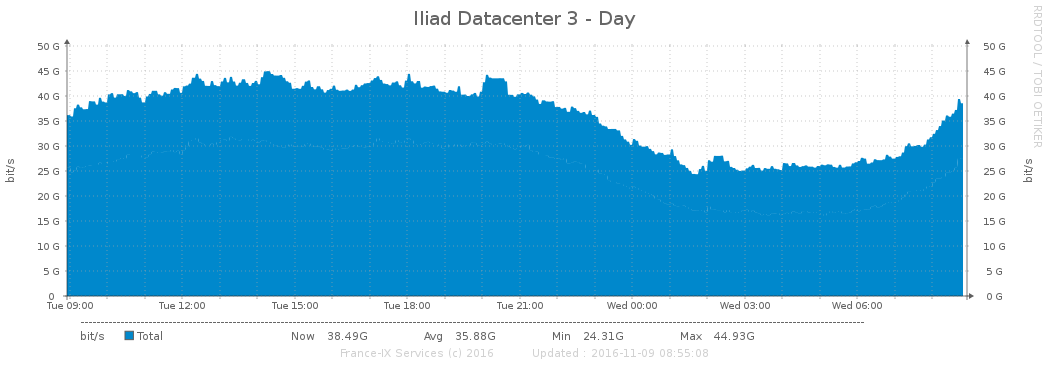 Iliad Datacenter 3 - Day
RRDTOOL / TOBI OETIKER
bit/s
50 G
45 G
40 G
35 G
30 G
25 G
20 G
15 G
10 G
5 G
0
50 G
45 G
40 G
35 G
30 G
25 G
20 G
15 G
10 G
5 G
0 G
bit/s
Tue 09:00 Tue 12:00 Tue 15:00 Tue 18:00 Tue 21:00 Wed 00:00 Wed 03:00 Wed 06:00
bit/s Total Now 38.49G Avg 35.88G Min 24.31G Max 44.93G
France-IX Services (c) 2016 Updated : 2016-11-09 08:55:08